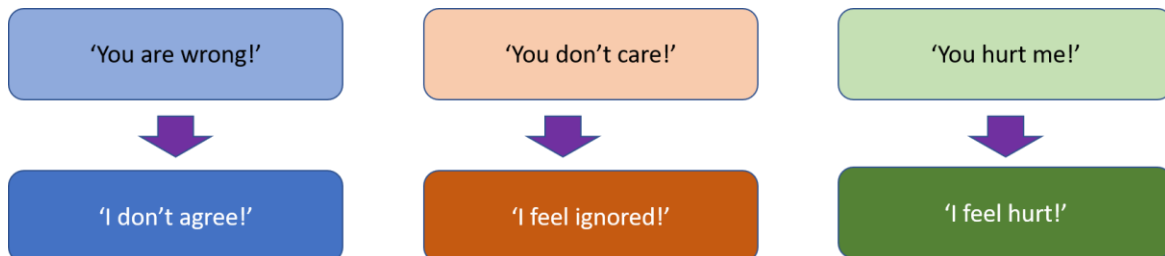 ‘You are wrong!’
‘You don’t care!’
‘You hurt me!’
‘I don’t agree!’
‘I feel ignored!’
‘I feel hurt!’